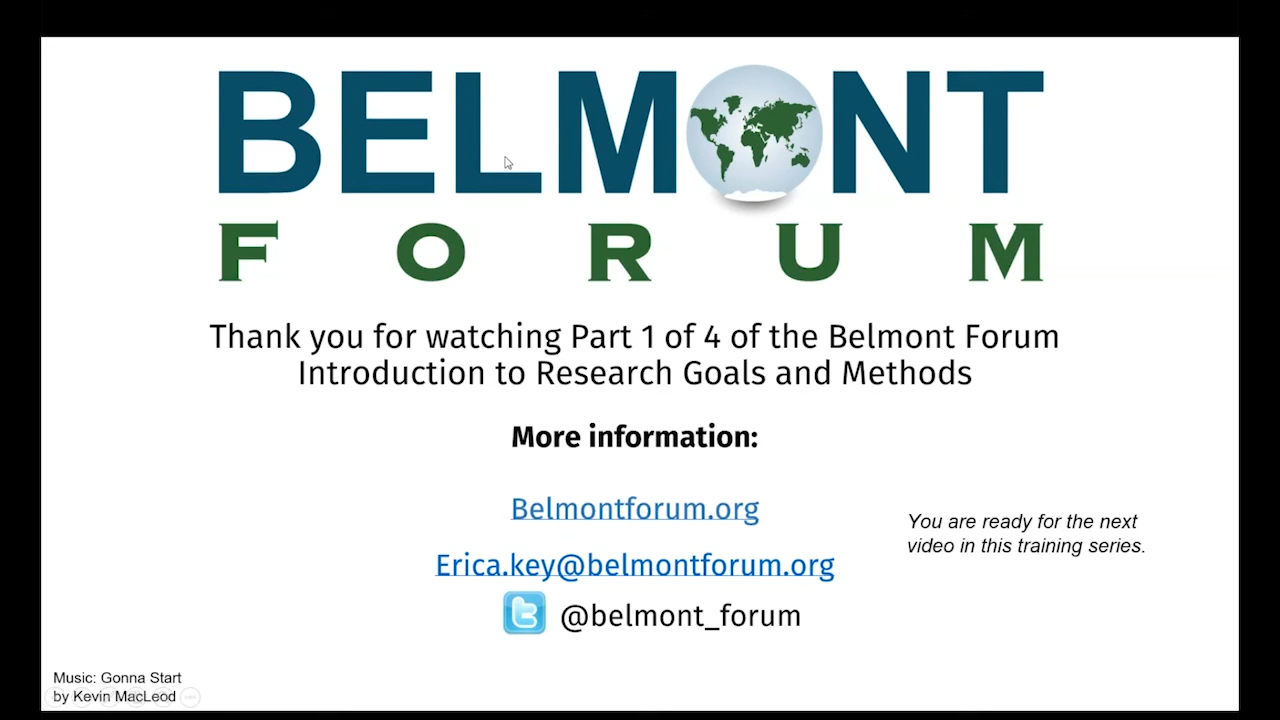 BELMONT
FORUM
Thank you for watching Part 1 of 4 of the Belmont Forum
Introduction to Research Goals and Methods
More information:
Belmontforum.org
You are ready for the next
video in this training series.
Erica.key@belmontforum.org
@belmont_forum
Music: Gonna Start
by Kevin MacLeod